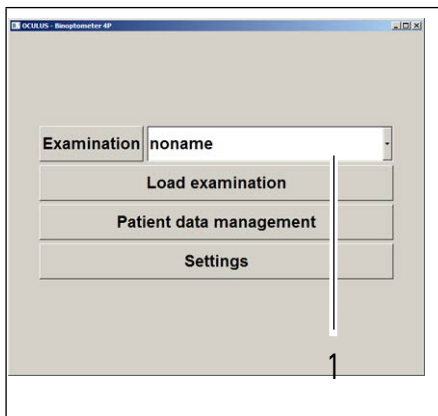 OCULUS - Binoptometer 4P
Examination noname
Load examination
Patient data management
Settings
1